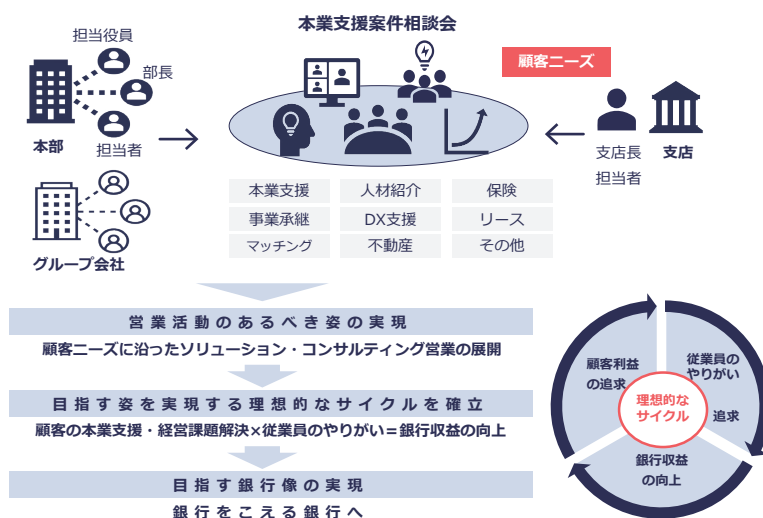 本業支援案件相談会
担当役員
部長
担当者
本部
グループ会社
顧客ニーズ
支店長
担当者
支店
本業支援
人材紹介
保険
事業承継
DX支援
リース
マッチング
不動産
その他
営業活動のあるべき姿の実現
顧客ニーズに沿ったソリューション・コンサルティング営業の展開
目指す姿を実現する理想的なサイクルを確立
顧客の本業支援・経営課題解決×従業員のやりがい＝銀行収益の向上
目指す銀行像の実現
銀行をこえる銀行へ
顧客利益
の追求
従業員の
やりがい
追求
理想的な
サイクル
銀行収益
の向上